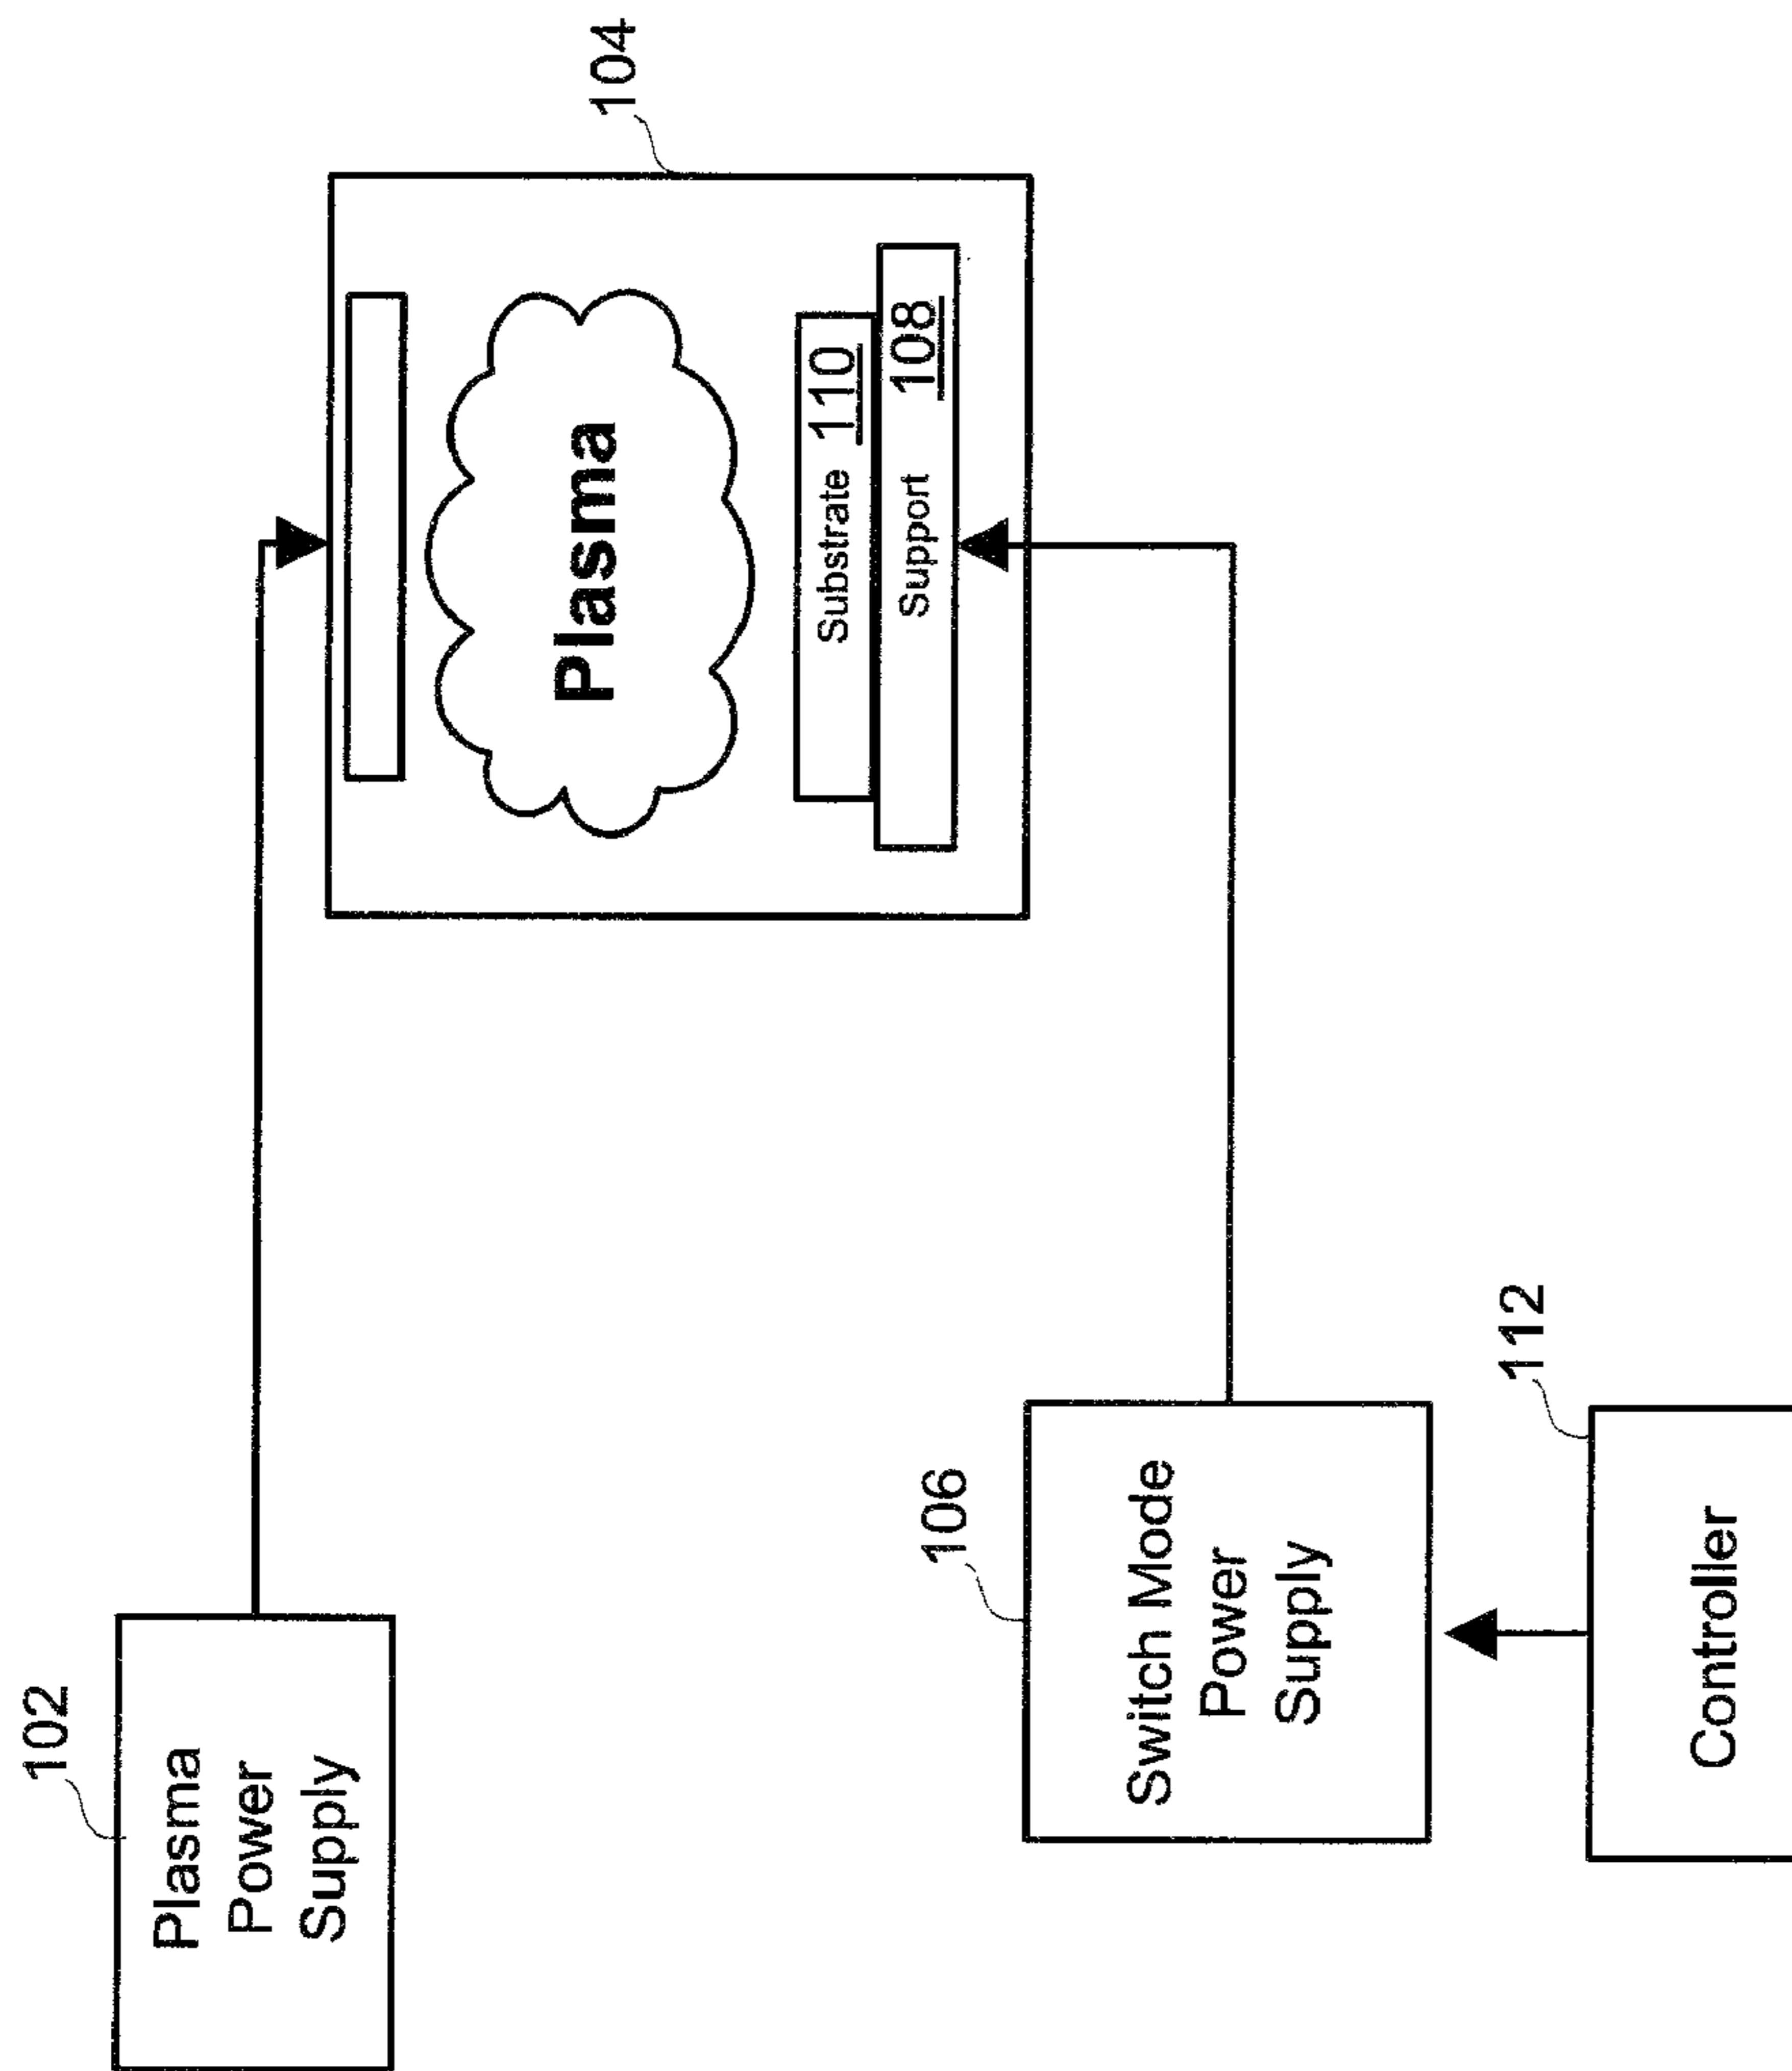 102
Plasma
Power
Supply
104
Plasma
Substrate 110
Support 108
106
Switch Mode
Power
Supply
112
Controller